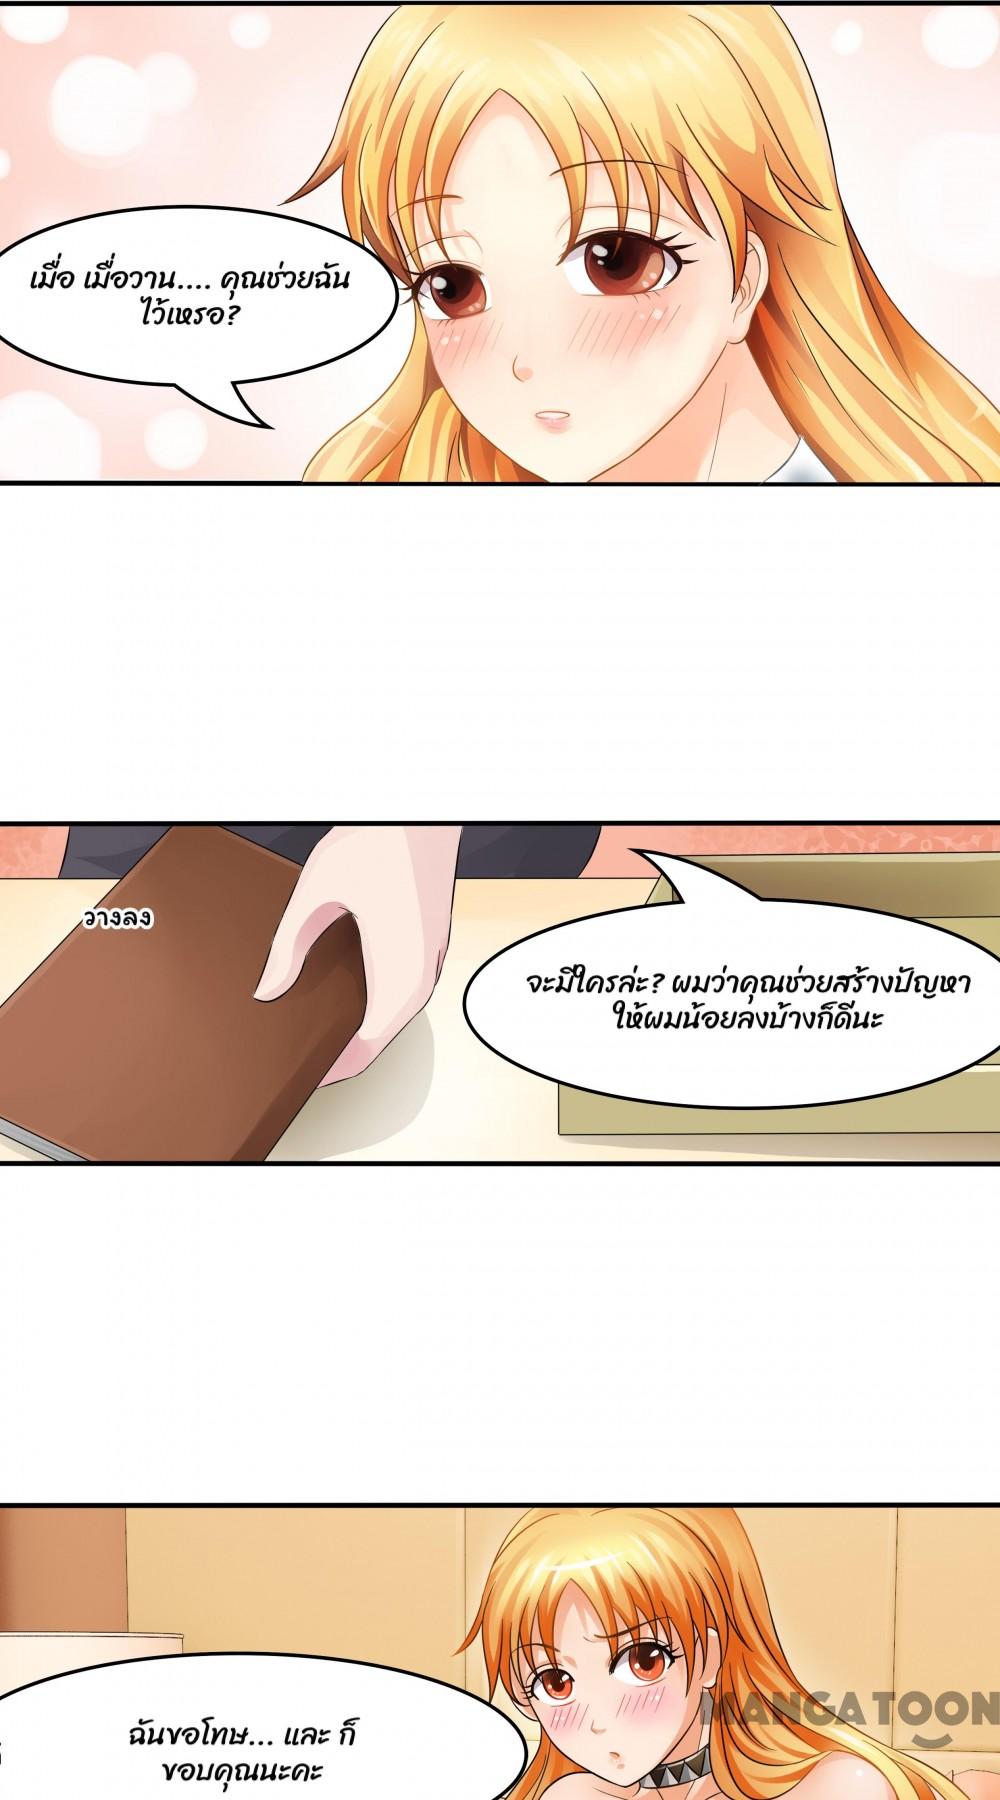 เมื่อ เมื่อวาน.... คุณช่วยฉัน
ไว้เหรอ?
วางลง
จะมีใครล่ะ? ผมว่าคุณช่วยสร้างปัญหา
ให้ผมน้อยลงบ้างก็ดีนะ
MANGATOON
ฉันขอโทษ... และ ก็
ขอบคุณนะคะ